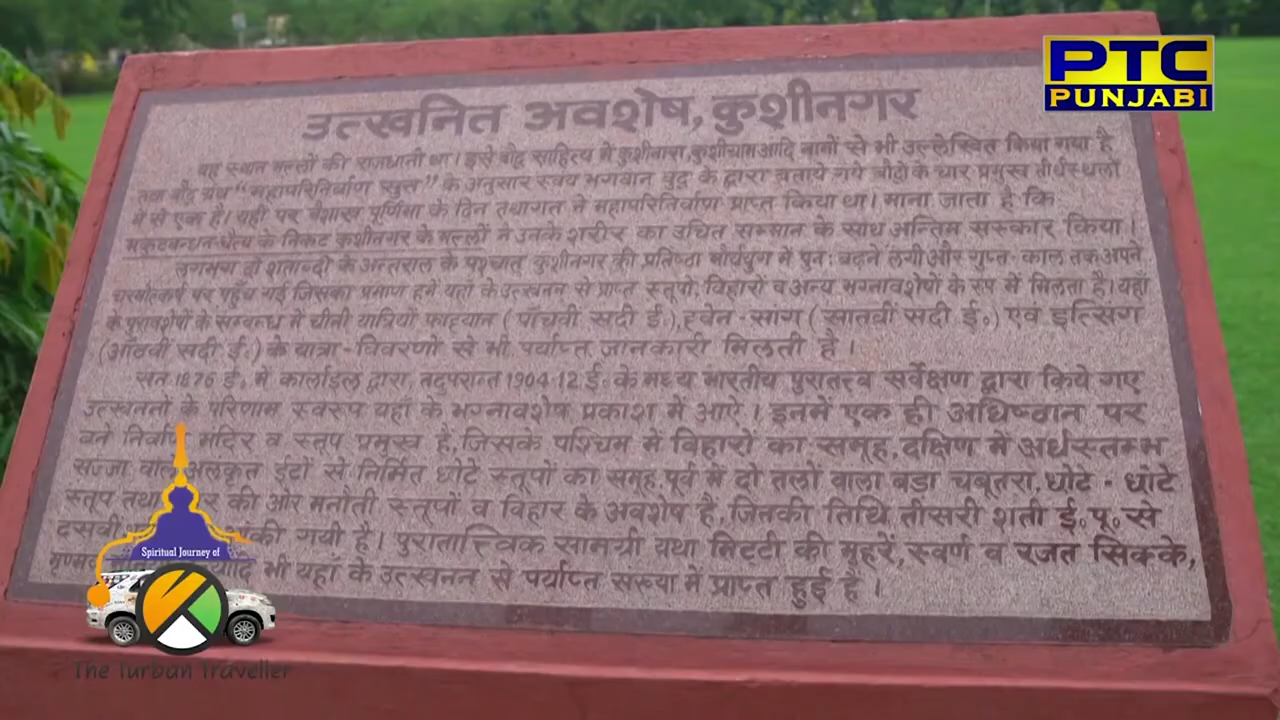 PTC
PUNJABI
उत्खनित अवशेष, कुशीनगर
यह स्थान मल्लों की राजधानी था। इसे बौद्ध साहित्य में कुशीनारा, कुशीग्राम आदि नामों से भी उल्लेखित किया गया है
तथा बौद्ध ग्रंथ "महापरिनिर्वाण सुत्त" के अनुसार स्वयं भगवान बुद्ध के द्वारा बताये गये बौद्धों के चार प्रमुख तीर्थस्थलों
में से एक है। यहीं पर बैशाख पूर्णिमा के दिन तथागत ने महापरिनिर्वाण प्राप्त किया था। माना जाता है कि
मुकुटबन्धन चैत्य के निकट कुशीनगर के मल्लों ने उनके शरीर का उचित सम्मान के साथ अन्तिम संस्कार किया।
लगभग दो शताब्दी के अन्तराल के पश्चात् कुशीनगर की प्रतिष्ठा मौर्ययुग में पुनः बढ़ने लगी और गुप्त-काल तक अपने
चरमोत्कर्ष पर पहुँच गई जिसका प्रमाण हमें यहां के उत्खनन से प्राप्त स्तूपों, विहारों व अन्य भग्नावशेषों के रुप में मिलता है। यहाँ
के पुरावशेषों के सम्बन्ध में चीनी यात्रियों फाह्यान (पाँचवी सदी ई॰), ह्वेन-सांग (सातवीं सदी ई॰) एवं इत्सिंग
(आँठवी सदी ई॰) के यात्रा-विवरणों से भी पर्याप्त जानकारी मिलती है।
सन 1876 ई॰ में कार्लाइल द्वारा, तदुपरान्त 1904-12 ई॰ के मध्य भारतीय पुरातत्त्व सर्वेक्षण द्वारा किये गए
उत्खननों के परिणाम स्वरुप यहां के भग्नावशेष प्रकाश में आऐ। इनमें एक ही अधिष्ठान पर
बने निर्वाण मंदिर व स्तूप प्रमुख है, जिसके पश्चिम में विहारों का समूह, दक्षिण में अर्धस्तम्भ
सज्जा वाले अलंकृत ईंटों से निर्मित छोटे स्तूपों का समूह, पूर्व में दो तलों वाला बड़ा चबूतरा, छोटे - छोटे
स्तूप तथा की ओर मनौती स्तूपों व विहार के अवशेष है, जिनकी तिथि तीसरी शती ई॰ पू॰ से
दसवीं की गयी है। पुरातात्त्विक सामग्री यथा मिट्टी की मुहरें, स्वर्ण व रजत सिक्के,
भी यहां के उत्खनन से पर्याप्त संख्या में प्राप्त हुई है।
Spiritual Journey of
The Turban Traveller